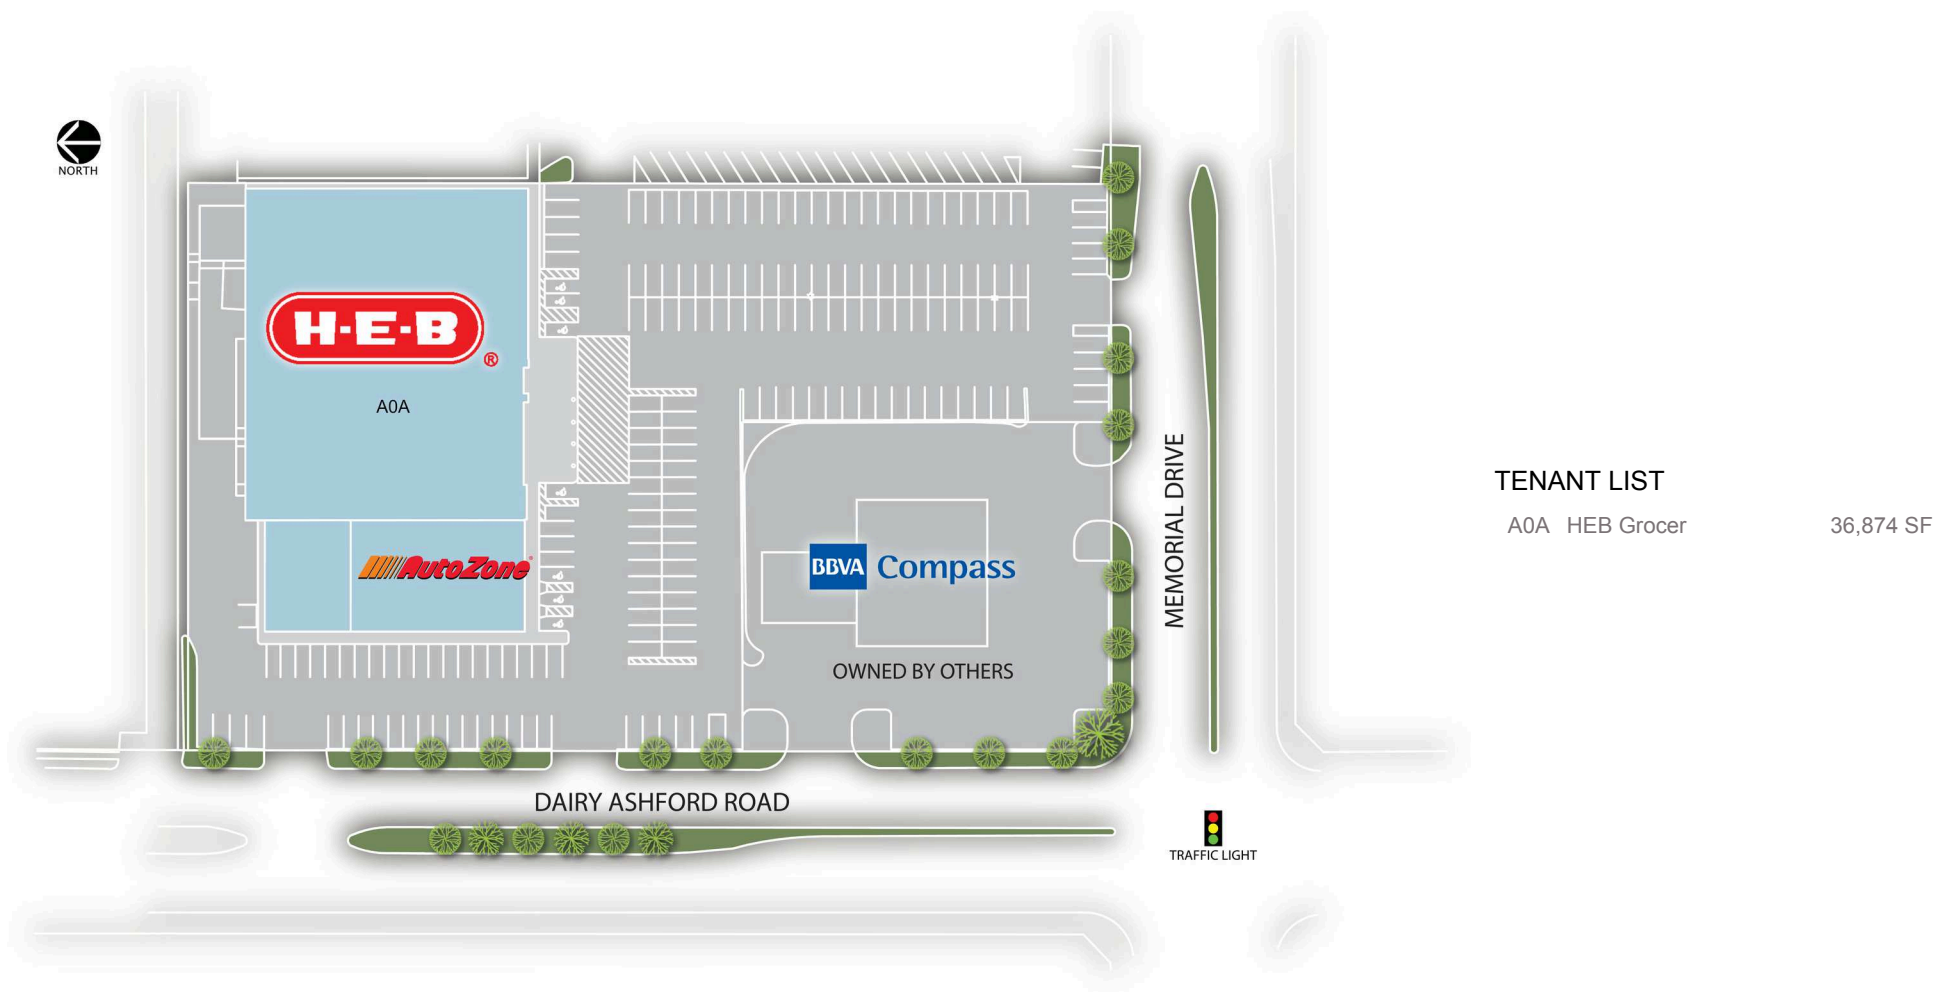 NORTH
H-E-B
®
A0A
AutoZone
BBVA Compass
OWNED BY OTHERS
MEMORIAL DRIVE
DAIRY ASHFORD ROAD
TRAFFIC LIGHT
TENANT LIST
A0A HEB Grocer 36,874 SF